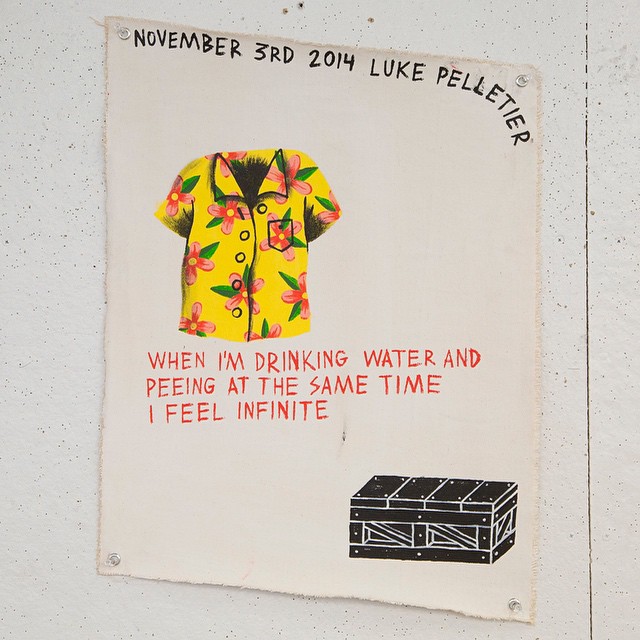 NOVEMBER 3RD 2014 LUKE PELLETIER
WHEN I'M DRINKING WATER AND
PEEING AT THE SAME TIME
I FEEL INFINITE